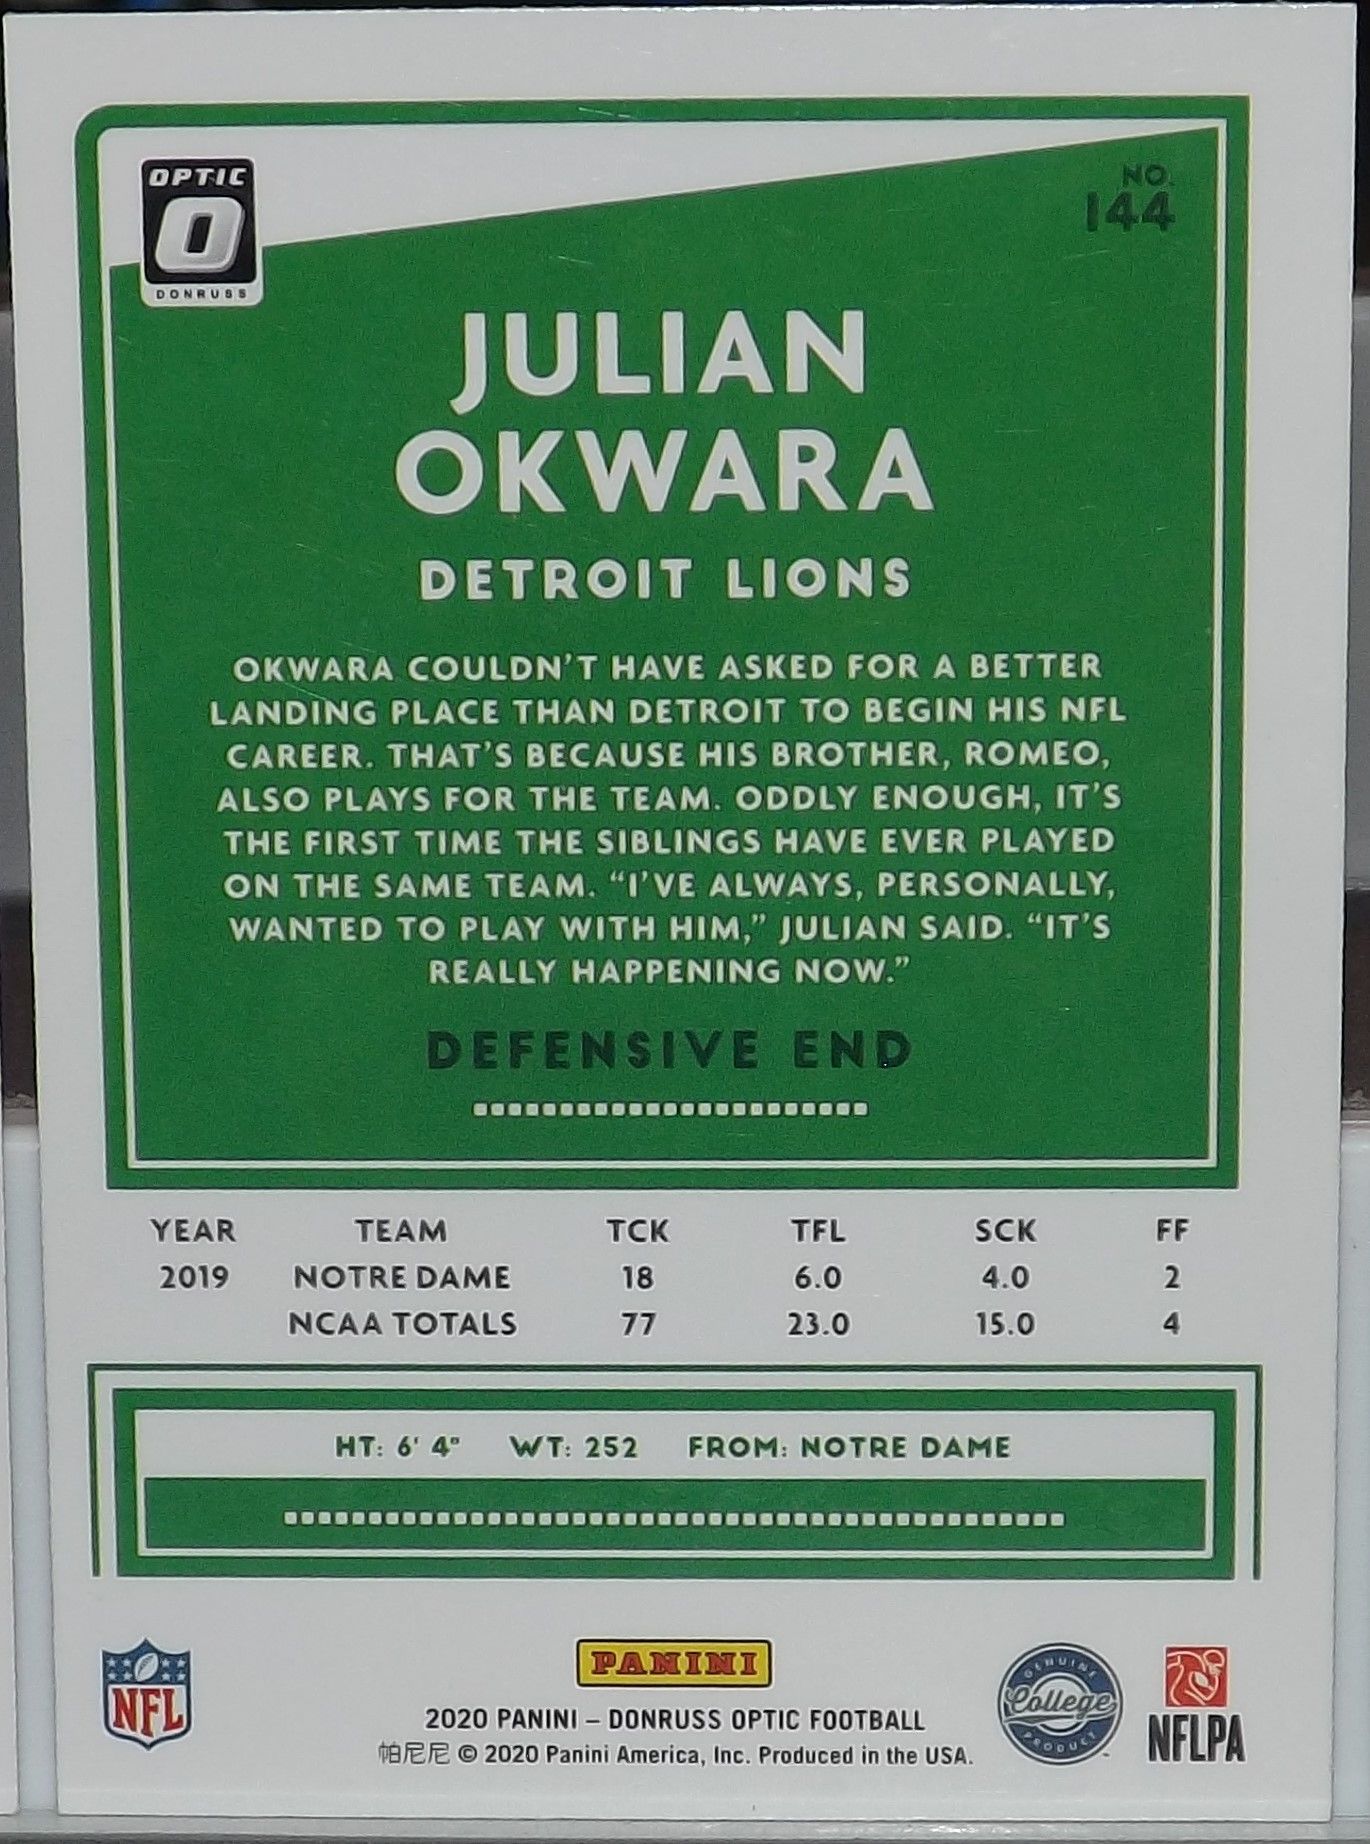 OPTIC
O
DONRUSS
NO.
144
JULIAN
OKWARA
DETROIT LIONS
OKWARA COULDN'T HAVE ASKED FOR A BETTER
LANDING PLACE THAN DETROIT TO BEGIN HIS NFL
CAREER. THAT'S BECAUSE HIS BROTHER, ROMEO,
ALSO PLAYS FOR THE TEAM. ODDLY ENOUGH, IT'S
THE FIRST TIME THE SIBLINGS HAVE EVER PLAYED
ON THE SAME TEAM. “I'VE ALWAYS, PERSONALLY,
WANTED TO PLAY WITH HIM,” JULIAN SAID. “IT'S
REALLY HAPPENING NOW.”
DEFENSIVE END
YEAR TEAM TCK TFL SCK FF
2019 NOTRE DAME 18 6.0 4.0 2
NCAA TOTALS 77 23.0 15.0 4
HT: 6' 4" WT: 252 FROM: NOTRE DAME
NFL
PANINI
2020 PANINI – DONRUSS OPTIC FOOTBALL
帕尼尼 © 2020 Panini America, Inc. Produced in the USA.
GENUINE
College
PRODUCT
NFLPA